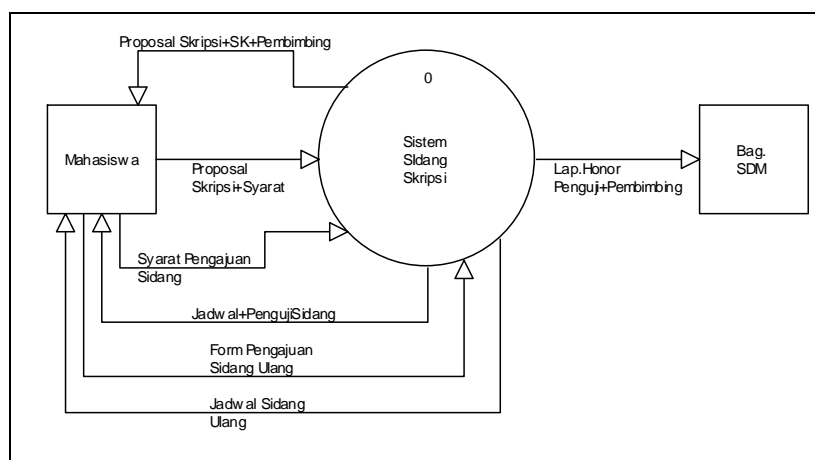 Proposal Skripsi+SK+Pembimbing
0
Mahasiswa
Sistem
SIdang
Skripsi
Bag.
SDM
Proposal
Skripsi+Syarat
Lap.Honor
Penguji+Pembimbing
Syarat Pengajuan
Sidang
Jadwal+PengujiSidang
Form Pengajuan
Sidang Ulang
Jadwal Sidang
Ulang